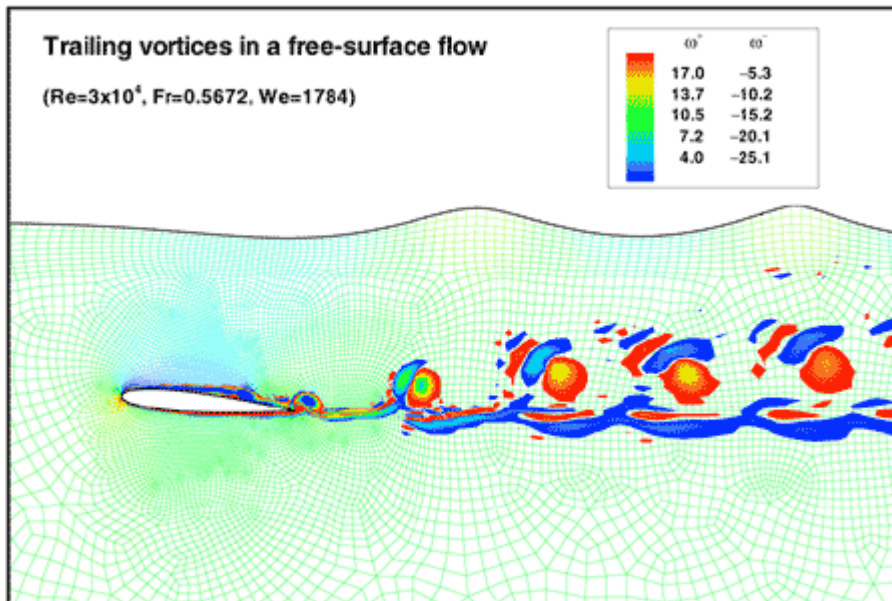 Trailing vortices in a free-surface flow
(Re=3x10⁴, Fr=0.5672, We=1784)
ω⁺ ω⁻
17.0 −5.3
13.7 −10.2
10.5 −15.2
7.2 −20.1
4.0 −25.1